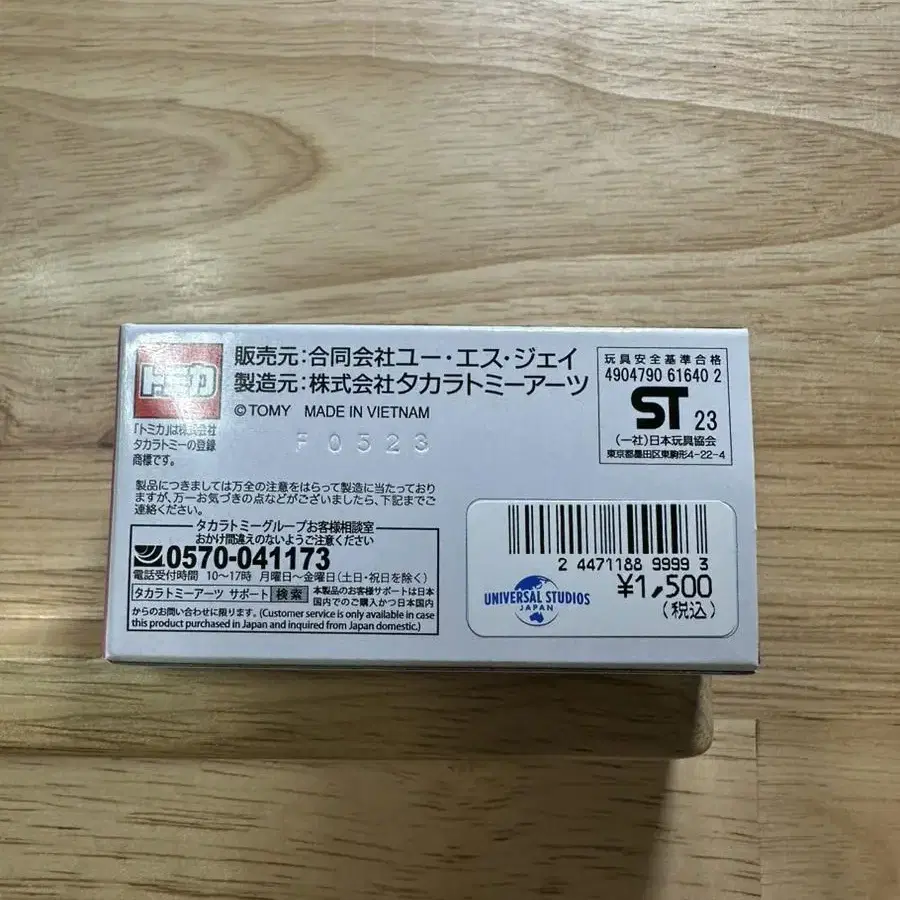 トミカ
「トミカ」は株式会社
タカラトミーの登録
商標です。
販売元:合同会社ユー・エス・ジェイ
製造元:株式会社タカラトミーアーツ
©TOMY MADE IN VIETNAM
F0523
玩具安全基準合格
4904790 61640 2
ST 23
(一社)日本玩具協会
東京都墨田区東駒形4-22-4
製品につきましては万全の注意をはらって製造に当たっており
ますが、万一お気づきの点などがございましたら、下記までご
連絡ください。
タカラトミーグループお客様相談室
おかけ間違えのないようご注意ください
0570-041173
電話受付時間 10〜17時 月曜日〜金曜日(土・日・祝日を除く)
タカラトミーアーツ サポート 検索
本製品のお客様サポートは日本
国内でのご購入かつ日本国内
からのお問い合わせに限ります。(Customer service is only available in case
this product purchased in Japan and inquired from Japan domestic.)
2 4471188 9999 3
UNIVERSAL STUDIOS
JAPAN
¥1,500
(税込)